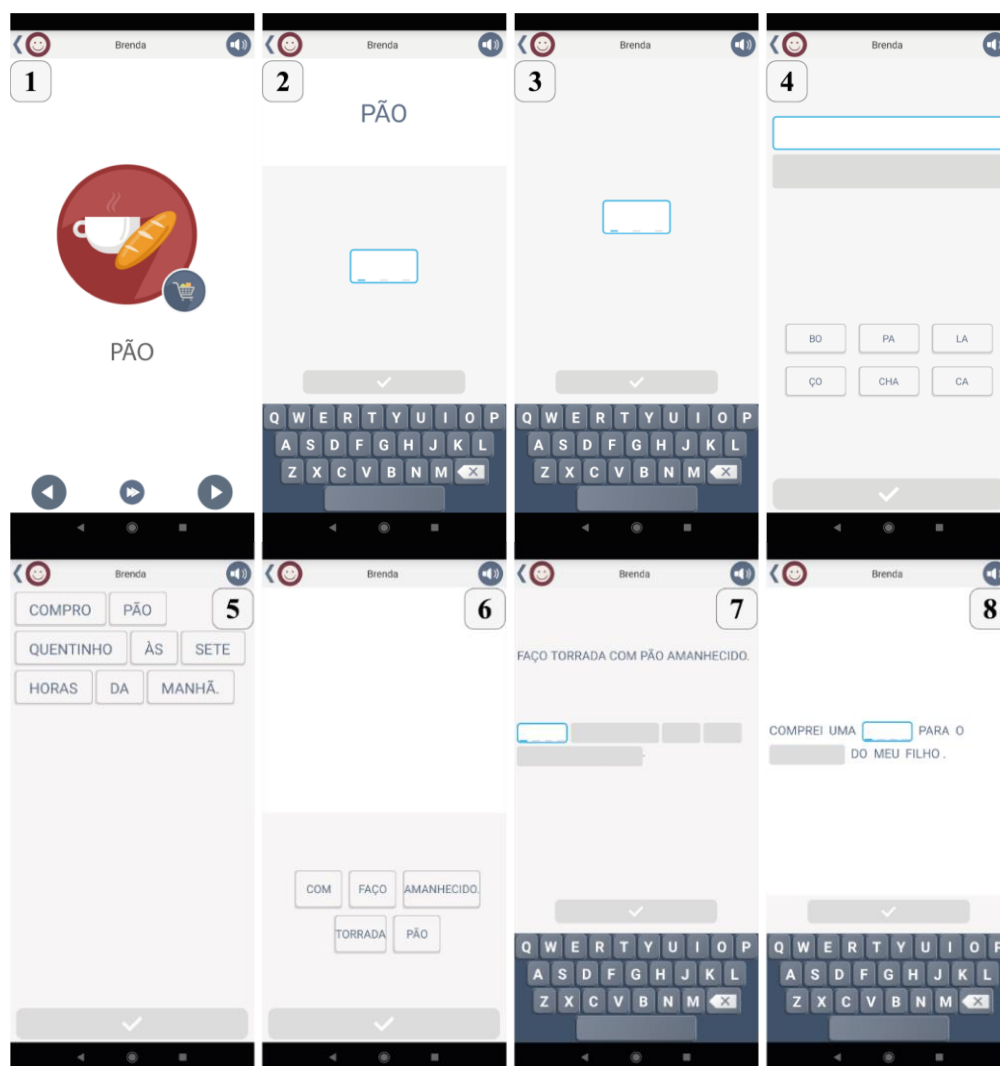 Brenda
1
PÃO
Brenda
2
PÃO
Q W E R T Y U I O P
A S D F G H J K L
Z X C V B N M
Brenda
3
Q W E R T Y U I O P
A S D F G H J K L
Z X C V B N M
Brenda
4
BO PA LA
ÇO CHA CA
Brenda
5
COMPRO PÃO
QUENTINHO ÀS SETE
HORAS DA MANHÃ.
Brenda
6
COM FAÇO AMANHECIDO.
TORRADA PÃO
Brenda
7
FAÇO TORRADA COM PÃO AMANHECIDO.
.
Q W E R T Y U I O P
A S D F G H J K L
Z X C V B N M
Brenda
8
COMPREI UMA PARA O
DO MEU FILHO .
Q W E R T Y U I O P
A S D F G H J K L
Z X C V B N M